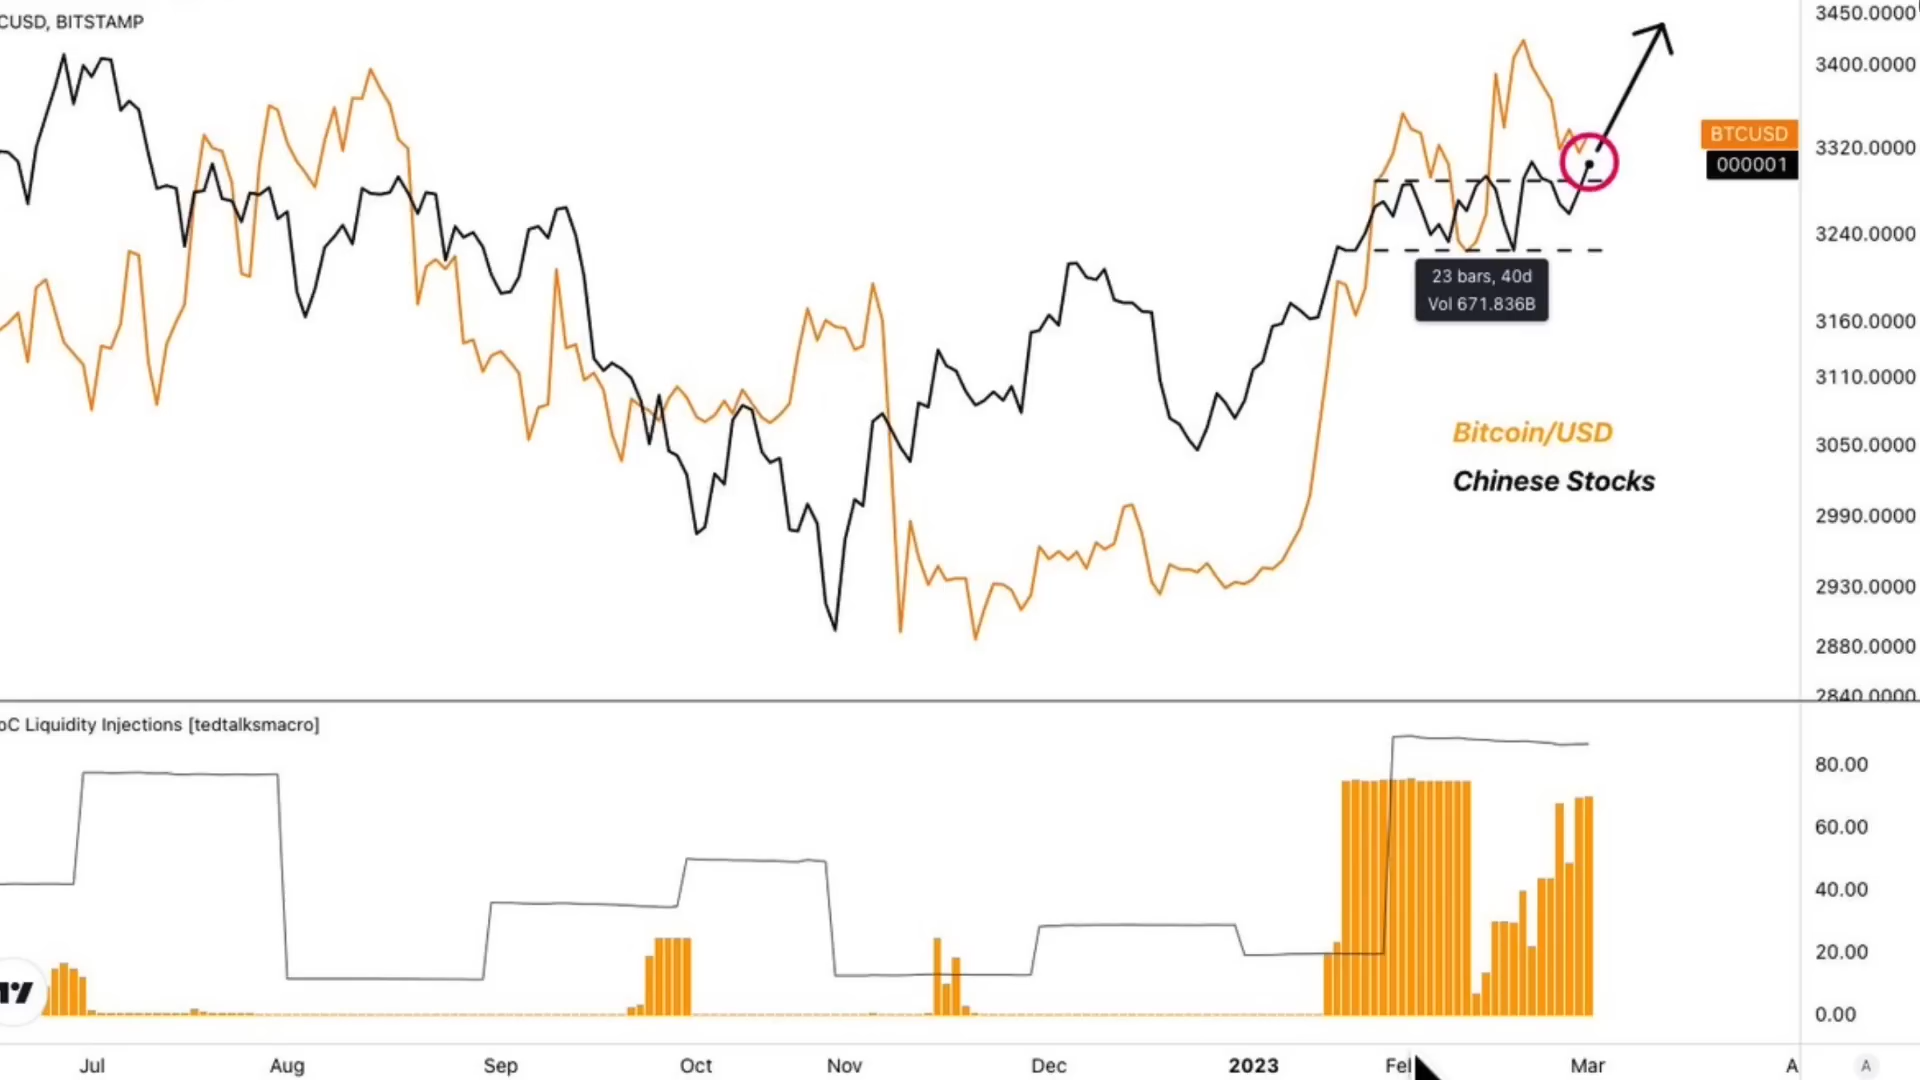 CUSD, BITSTAMP
3450.0000
3400.0000
BTCUSD
3320.0000
000001
3240.0000
23 bars, 40d
Vol 671.836B
3160.0000
3110.0000
Bitcoin/USD
3050.0000
Chinese Stocks
2990.0000
2930.0000
2880.0000
2840.0000
oC Liquidity Injections [tedtalksmacro]
80.00
60.00
40.00
20.00
0.00
Jul Aug Sep Oct Nov Dec 2023 Fel Mar A A